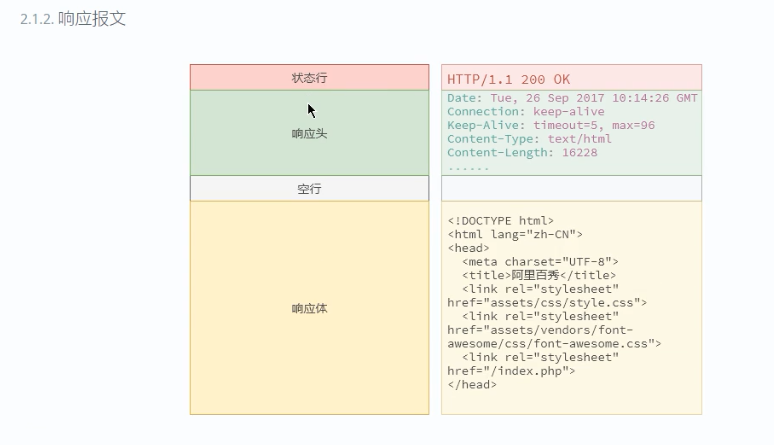 2.1.2. 响应报文
状态行
HTTP/1.1 200 OK
响应头
Date: Tue, 26 Sep 2017 10:14:26 GMT
Connection: keep-alive
Keep-Alive: timeout=5, max=96
Content-Type: text/html
Content-Length: 16228
......
空行
响应体
<!DOCTYPE html>
<html lang="zh-CN">
<head>
  <meta charset="UTF-8">
  <title>阿里百秀</title>
  <link rel="stylesheet"
href="assets/css/style.css">
  <link rel="stylesheet"
href="assets/vendors/font-
awesome/css/font-awesome.css">
  <link rel="stylesheet"
href="/index.php">
</head>